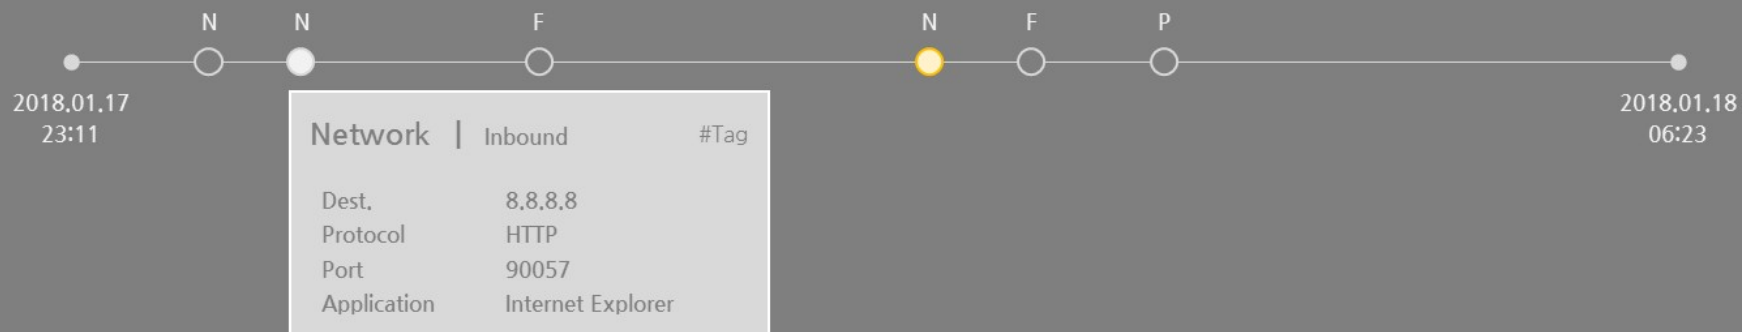 N N F N F P
2018.01.17 2018.01.18
23:11 06:23
Network | Inbound #Tag
Dest. 8.8.8.8
Protocol HTTP
Port 90057
Application Internet Explorer